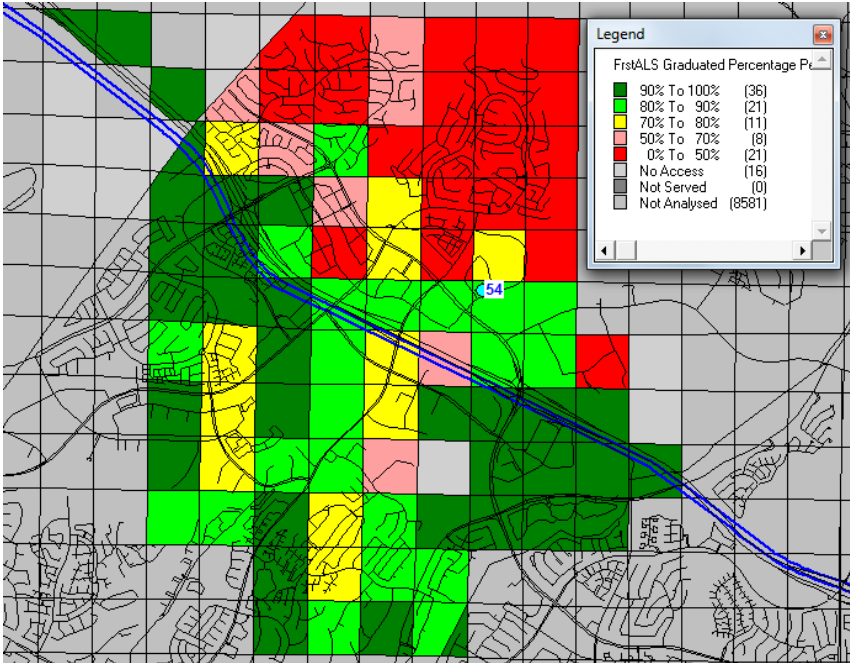 Legend
FrstALS Graduated Percentage Pe
90% To 100% (36)
80% To 90% (21)
70% To 80% (11)
50% To 70% (8)
0% To 50% (21)
No Access (16)
Not Served (0)
Not Analysed (8581)
54